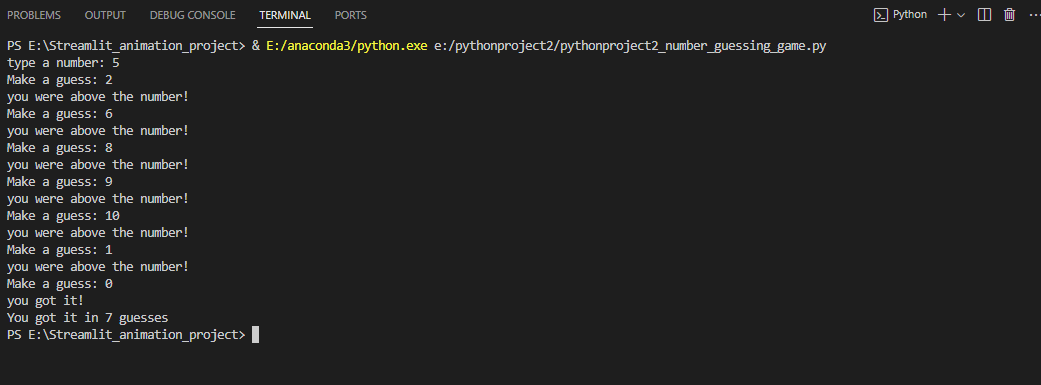 PROBLEMS OUTPUT DEBUG CONSOLE TERMINAL PORTS Python
PS E:\Streamlit_animation_project> & E:/anaconda3/python.exe e:/pythonproject2/pythonproject2_number_guessing_game.py
type a number: 5
Make a guess: 2
you were above the number!
Make a guess: 6
you were above the number!
Make a guess: 8
you were above the number!
Make a guess: 9
you were above the number!
Make a guess: 10
you were above the number!
Make a guess: 1
you were above the number!
Make a guess: 0
you got it!
You got it in 7 guesses
PS E:\Streamlit_animation_project>